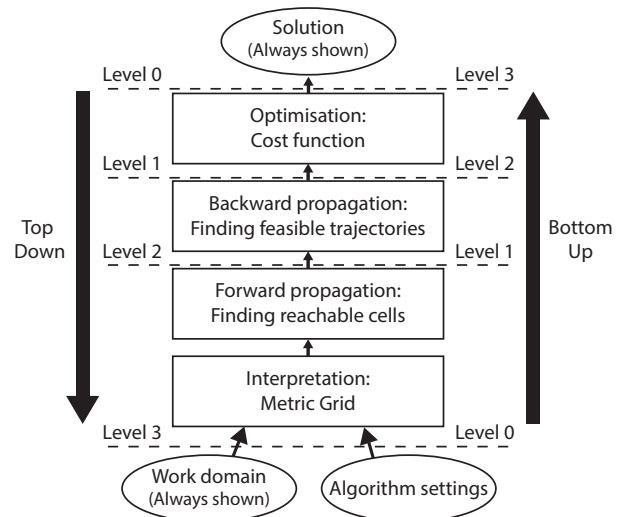 Solution
(Always shown)
Level 0
Level 3
Optimisation:
Cost function
Level 1
Level 2
Backward propagation:
Finding feasible trajectories
Top
Down
Bottom
Up
Level 2
Level 1
Forward propagation:
Finding reachable cells
Interpretation:
Metric Grid
Level 3
Level 0
Work domain
(Always shown)
Algorithm settings